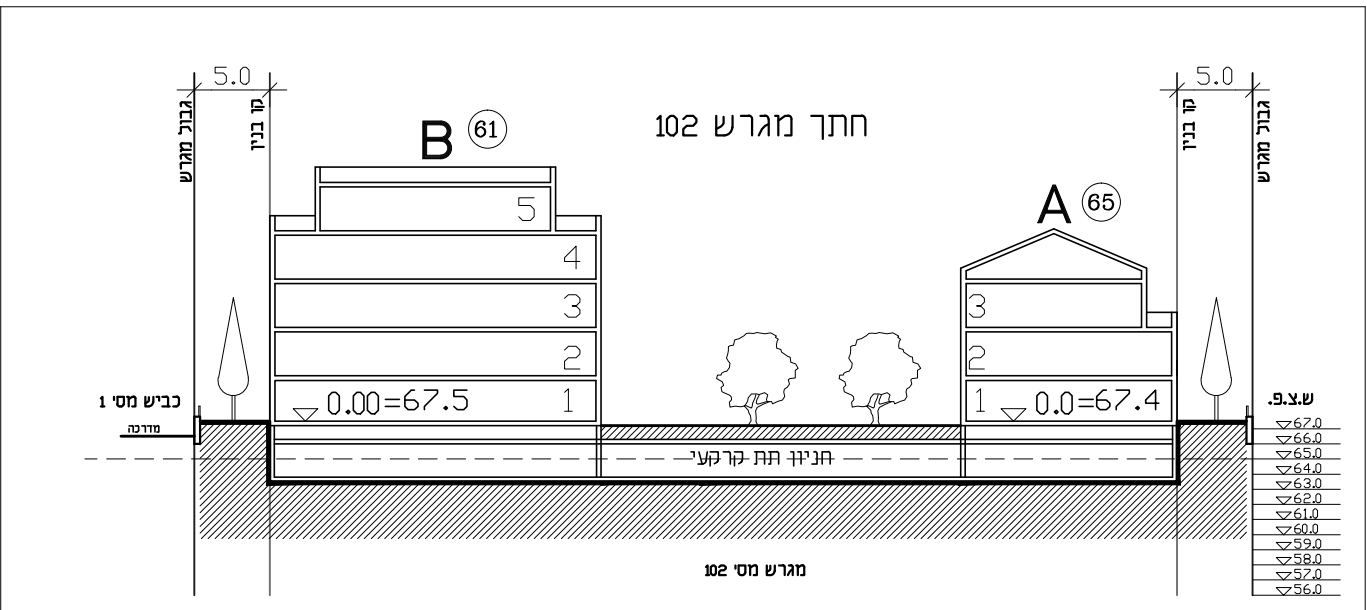 5.0
5.0
גבול מגרש
קו בנין
קו בנין
גבול מגרש
חתך מגרש 102
B 61
A 65
5
4
3
2
1
0.00=67.5
3
2
1
0.0=67.4
כביש מס' 1
מדרכה
ש.צ.פ.
חניון תת קרקעי
67.0
66.0
65.0
64.0
63.0
62.0
61.0
60.0
59.0
58.0
57.0
56.0
מגרש מס' 102